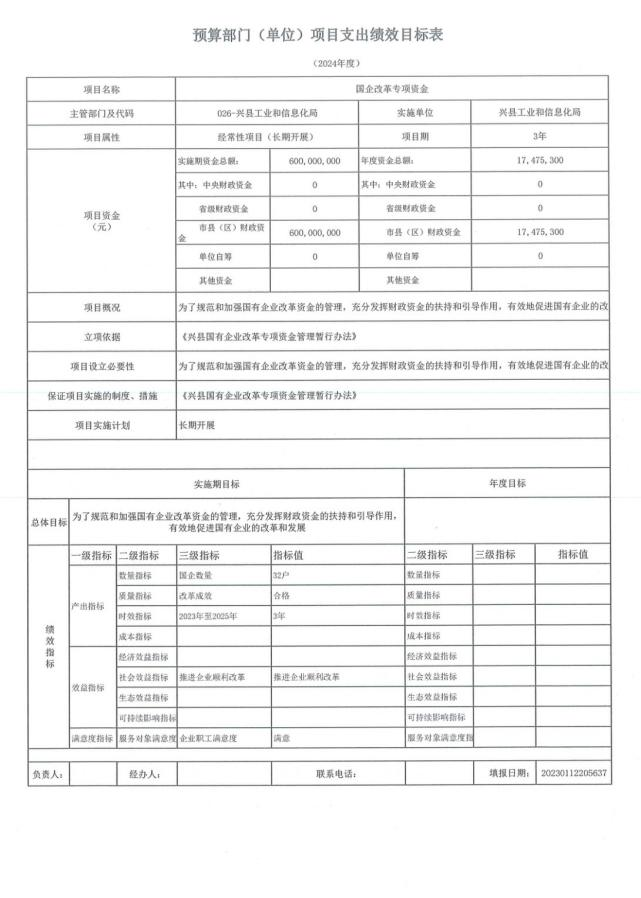 预算部门（单位）项目支出绩效目标表
（2024年度）
项目名称 国企改革专项资金
主管部门及代码 026-兴县工业和信息化局 实施单位 兴县工业和信息化局
项目属性 经常性项目（长期开展） 项目期 3年
项目资金
（元）
实施期资金总额： 600,000,000 年度资金总额： 17,475,300
其中：中央财政资金 0 其中：中央财政资金 0
省级财政资金 0 省级财政资金 0
市县（区）财政资
金 600,000,000 市县（区）财政资金 17,475,300
单位自筹 0 单位自筹 0
其他资金 其他资金
项目概况 为了规范和加强国有企业改革资金的管理，充分发挥财政资金的扶持和引导作用，有效地促进国有企业的改
立项依据 《兴县国有企业改革专项资金管理暂行办法》
项目设立必要性 为了规范和加强国有企业改革资金的管理，充分发挥财政资金的扶持和引导作用，有效地促进国有企业的改
保证项目实施的制度、措施 《兴县国有企业改革专项资金管理暂行办法》
项目实施计划 长期开展
实施期目标 年度目标
总体目标 为了规范和加强国有企业改革资金的管理，充分发挥财政资金的扶持和引导作用，
有效地促进国有企业的改革和发展
绩效指标
一级指标 二级指标 三级指标 指标值 二级指标 三级指标 指标值
产出指标
数量指标 国企数量 32户 数量指标
质量指标 改革成效 合格 质量指标
时效指标 2023年至2025年 3年 时效指标
成本指标 成本指标
效益指标
经济效益指标 经济效益指标
社会效益指标 推进企业顺利改革 推进企业顺利改革 社会效益指标
生态效益指标 生态效益指标
可持续影响指标 可持续影响指标
满意度指标 服务对象满意度 企业职工满意度 满意 服务对象满意度指
负责人： 经办人： 联系电话： 填报日期： 20230112205637